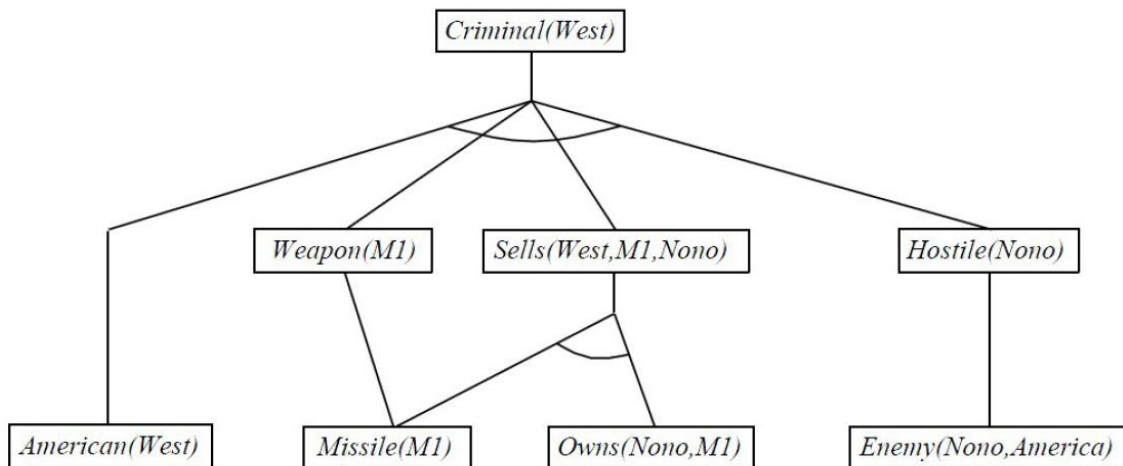 Criminal(West)
Weapon(M1)
Sells(West,M1,Nono)
Hostile(Nono)
American(West)
Missile(M1)
Owns(Nono,M1)
Enemy(Nono,America)